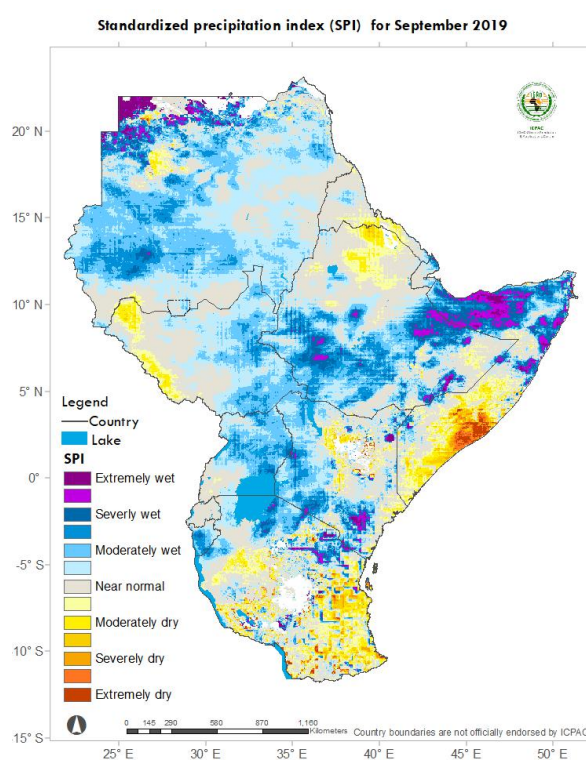 Standardized precipitation index (SPI) for September 2019
ICPAC
20° N
15° N
10° N
5° N
0°
-5° S
10° S
15° S
Legend
Country
Lake
SPI
Extremely wet
Severly wet
Moderately wet
Near normal
Moderately dry
Severely dry
Extremely dry
0 145 290 580 870 1,160
Kilometers
Country boundaries are not officially endorsed by ICPAC
25° E 30° E 35° E 40° E 45° E 50° E